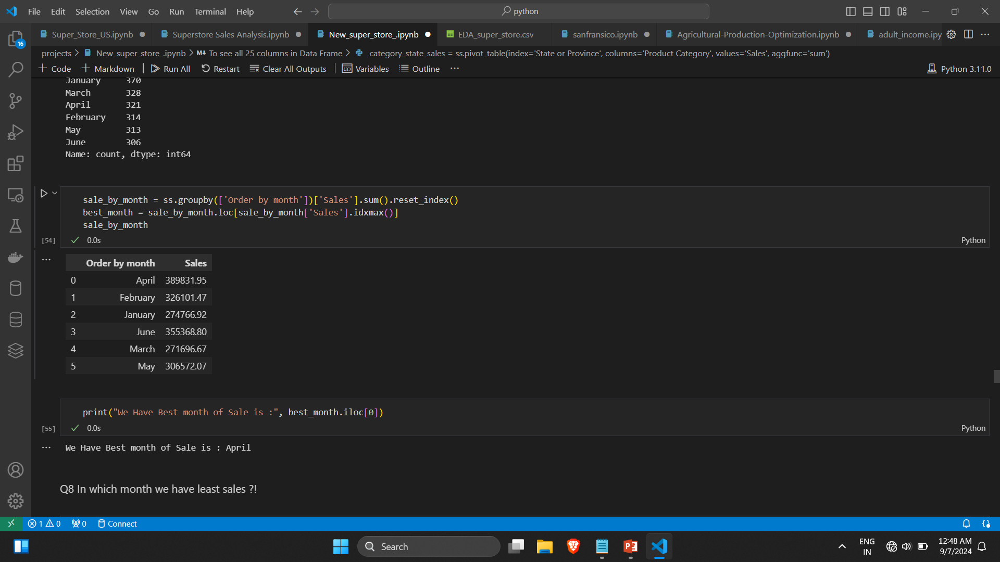 File Edit Selection View Go Run Terminal Help
python
16
Super_Store_US.ipynb Superstore Sales Analysis.ipynb New_super_store_.ipynb EDA_super_store.csv sanfransico.ipynb Agricultural-Production-Optimization.ipynb adult_income.ipy
projects > New_super_store_.ipynb > M↓ To see all 25 columns in Data Frame > category_state_sales = ss.pivot_table(index='State or Province', columns='Product Category', values='Sales', aggfunc='sum')
+ Code + Markdown | Run All Restart Clear All Outputs | Variables Outline ... Python 3.11.0
January 370
March 328
April 321
February 314
May 313
June 306
Name: count, dtype: int64
sale_by_month = ss.groupby(['Order by month'])['Sales'].sum().reset_index()
best_month = sale_by_month.loc[sale_by_month['Sales'].idxmax()]
sale_by_month
[54] 0.0s Python
Order by month Sales
0 April 389831.95
1 February 326101.47
2 January 274766.92
3 June 355368.80
4 March 271696.67
5 May 306572.07
print("We Have Best month of Sale is :", best_month.iloc[0])
[55] 0.0s Python
We Have Best month of Sale is : April
Q8 In which month we have least sales ?!
1 0 0 Connect
Search
ENG
IN
12:48 AM
9/7/2024